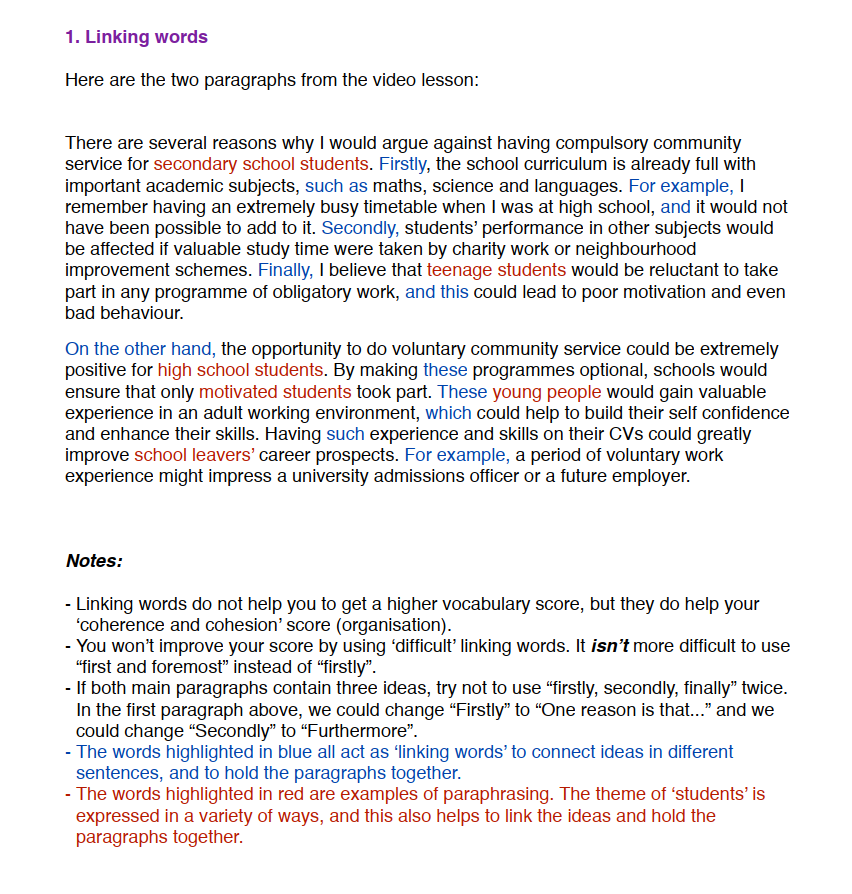 1. Linking words
Here are the two paragraphs from the video lesson:
There are several reasons why I would argue against having compulsory community
service for secondary school students. Firstly, the school curriculum is already full with
important academic subjects, such as maths, science and languages. For example, I
remember having an extremely busy timetable when I was at high school, and it would not
have been possible to add to it. Secondly, students’ performance in other subjects would
be affected if valuable study time were taken by charity work or neighbourhood
improvement schemes. Finally, I believe that teenage students would be reluctant to take
part in any programme of obligatory work, and this could lead to poor motivation and even
bad behaviour.
On the other hand, the opportunity to do voluntary community service could be extremely
positive for high school students. By making these programmes optional, schools would
ensure that only motivated students took part. These young people would gain valuable
experience in an adult working environment, which could help to build their self confidence
and enhance their skills. Having such experience and skills on their CVs could greatly
improve school leavers’ career prospects. For example, a period of voluntary work
experience might impress a university admissions officer or a future employer.
Notes:
- Linking words do not help you to get a higher vocabulary score, but they do help your
‘coherence and cohesion’ score (organisation).
- You won’t improve your score by using ‘difficult’ linking words. It isn’t more difficult to use
“first and foremost” instead of “firstly”.
- If both main paragraphs contain three ideas, try not to use “firstly, secondly, finally” twice.
In the first paragraph above, we could change “Firstly” to “One reason is that...” and we
could change “Secondly” to “Furthermore”.
- The words highlighted in blue all act as ‘linking words’ to connect ideas in different
sentences, and to hold the paragraphs together.
- The words highlighted in red are examples of paraphrasing. The theme of ‘students’ is
expressed in a variety of ways, and this also helps to link the ideas and hold the
paragraphs together.